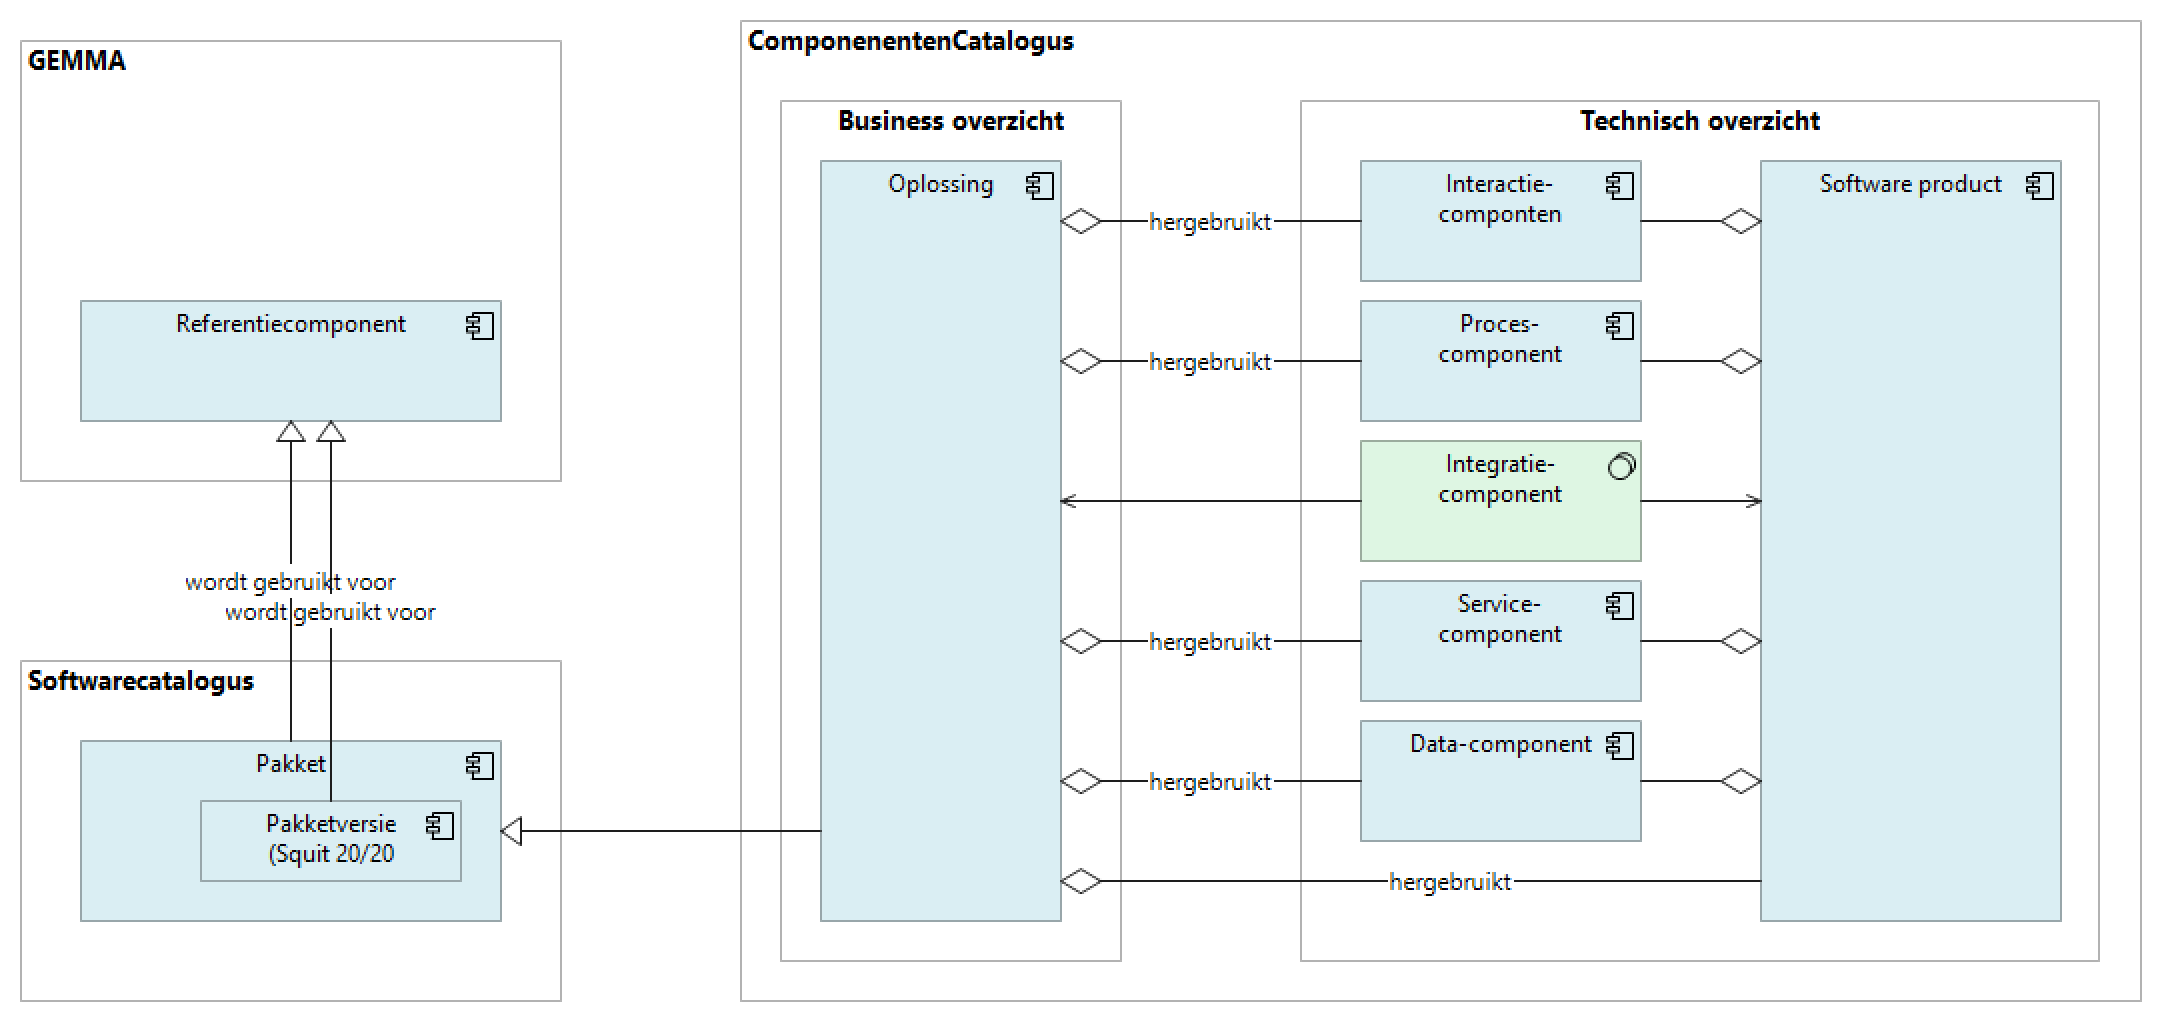 GEMMA
Referentiecomponent
wordt gebruikt voor
wordt gebruikt voor
Softwarecatalogus
Pakket
Pakketversie
(Squit 20/20
ComponenentenCatalogus
Business overzicht
Oplossing
hergebruikt
hergebruikt
hergebruikt
hergebruikt
hergebruikt
Technisch overzicht
Interactie-
componten
Proces-
component
Integratie-
component
Service-
component
Data-component
Software product